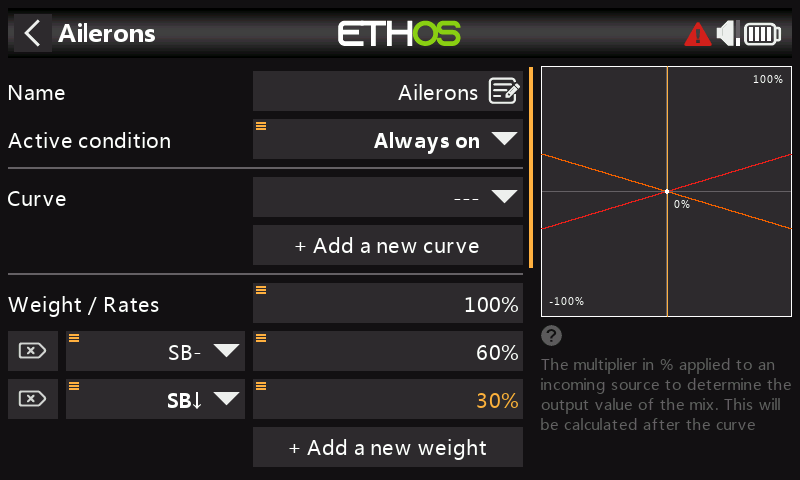 Ailerons
ETHOS
Name
Ailerons
Active condition
Always on
Curve
---
+ Add a new curve
Weight / Rates
100%
SB-
60%
SB↓
30%
+ Add a new weight
100%
0%
-100%
?
The multiplier in % applied to an
incoming source to determine the
output value of the mix. This will
be calculated after the curve